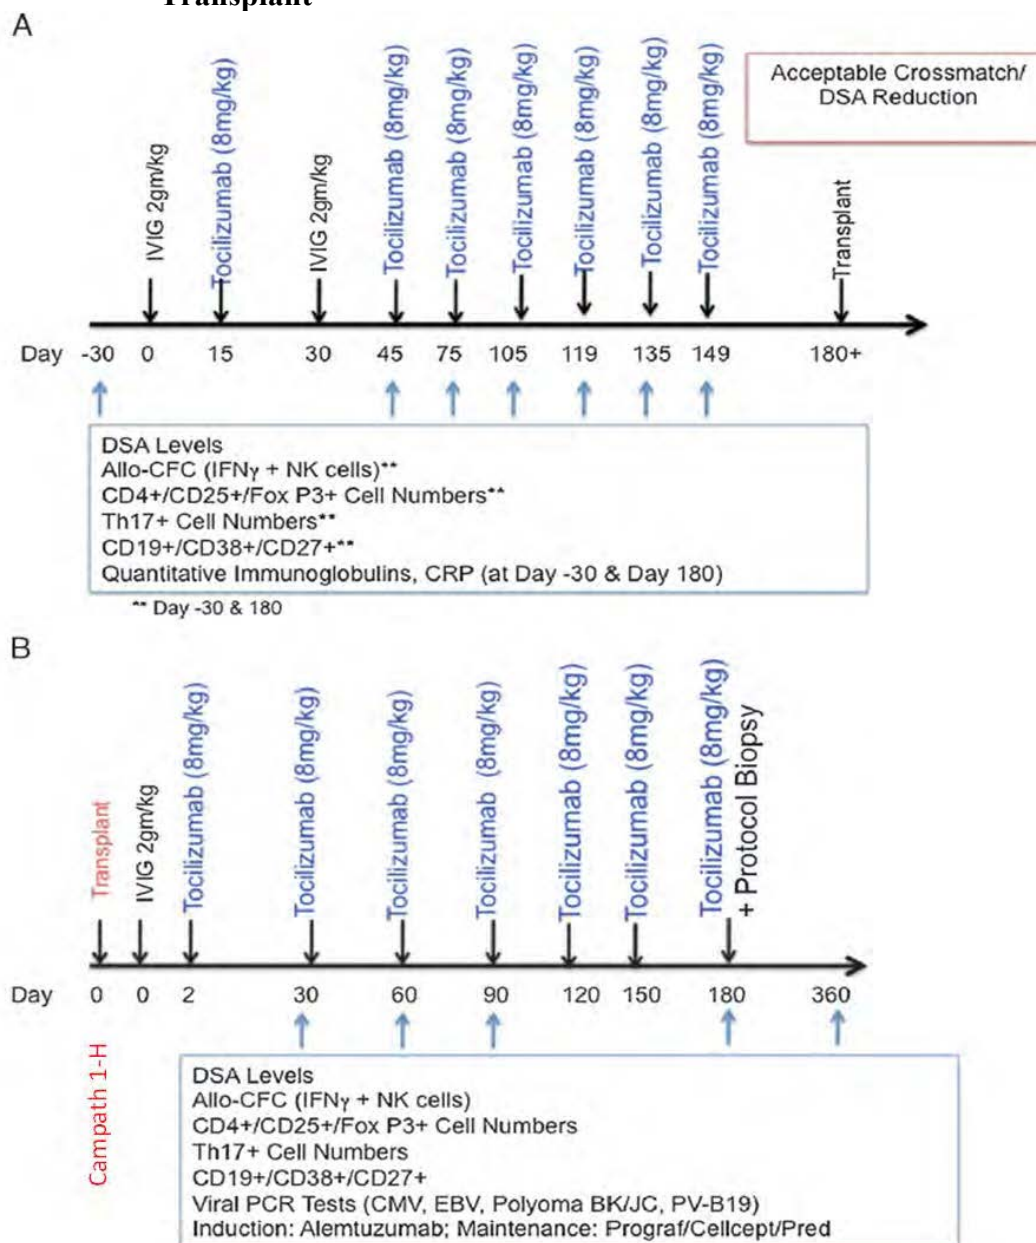 Transplant
A
IVIG 2gm/kg
Tocilizumab (8mg/kg)
IVIG 2gm/kg
Tocilizumab (8mg/kg)
Tocilizumab (8mg/kg)
Tocilizumab (8mg/kg)
Tocilizumab (8mg/kg)
Tocilizumab (8mg/kg)
Tocilizumab (8mg/kg)
Transplant
Acceptable Crossmatch/
DSA Reduction
Day -30 0 15 30 45 75 105 119 135 149 180+
DSA Levels
Allo-CFC (IFNγ + NK cells)**
CD4+/CD25+/Fox P3+ Cell Numbers**
Th17+ Cell Numbers**
CD19+/CD38+/CD27+**
Quantitative Immunoglobulins, CRP (at Day -30 & Day 180)
** Day -30 & 180
B
Transplant
IVIG 2gm/kg
Tocilizumab (8mg/kg)
Tocilizumab (8mg/kg)
Tocilizumab (8mg/kg)
Tocilizumab (8mg/kg)
Tocilizumab (8mg/kg)
Tocilizumab (8mg/kg)
Tocilizumab (8mg/kg)
+ Protocol Biopsy
Day 0 0 2 30 60 90 120 150 180 360
Campath 1-H
DSA Levels
Allo-CFC (IFNγ + NK cells)
CD4+/CD25+/Fox P3+ Cell Numbers
Th17+ Cell Numbers
CD19+/CD38+/CD27+
Viral PCR Tests (CMV, EBV, Polyoma BK/JC, PV-B19)
Induction: Alemtuzumab; Maintenance: Prograf/Cellcept/Pred